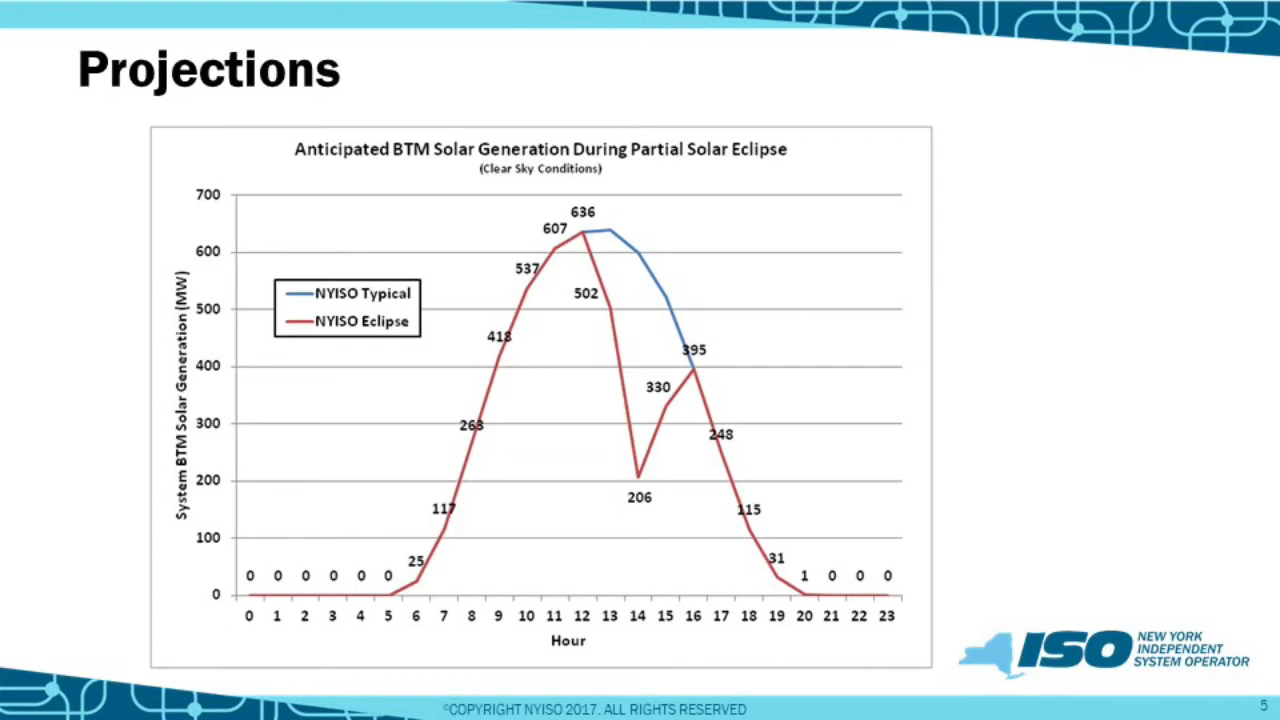 Projections
Anticipated BTM Solar Generation During Partial Solar Eclipse
(Clear Sky Conditions)
System BTM Solar Generation (MW)
700
600
500
400
300
200
100
0
NYISO Typical
NYISO Eclipse
0 0 0 0 0 0 25 117 263 418 537 607 636 502 206 330 395 248 115 31 1 0 0 0
0 1 2 3 4 5 6 7 8 9 10 11 12 13 14 15 16 17 18 19 20 21 22 23
Hour
ISO
NEW YORK
INDEPENDENT
SYSTEM OPERATOR
©COPYRIGHT NYISO 2017. ALL RIGHTS RESERVED
5